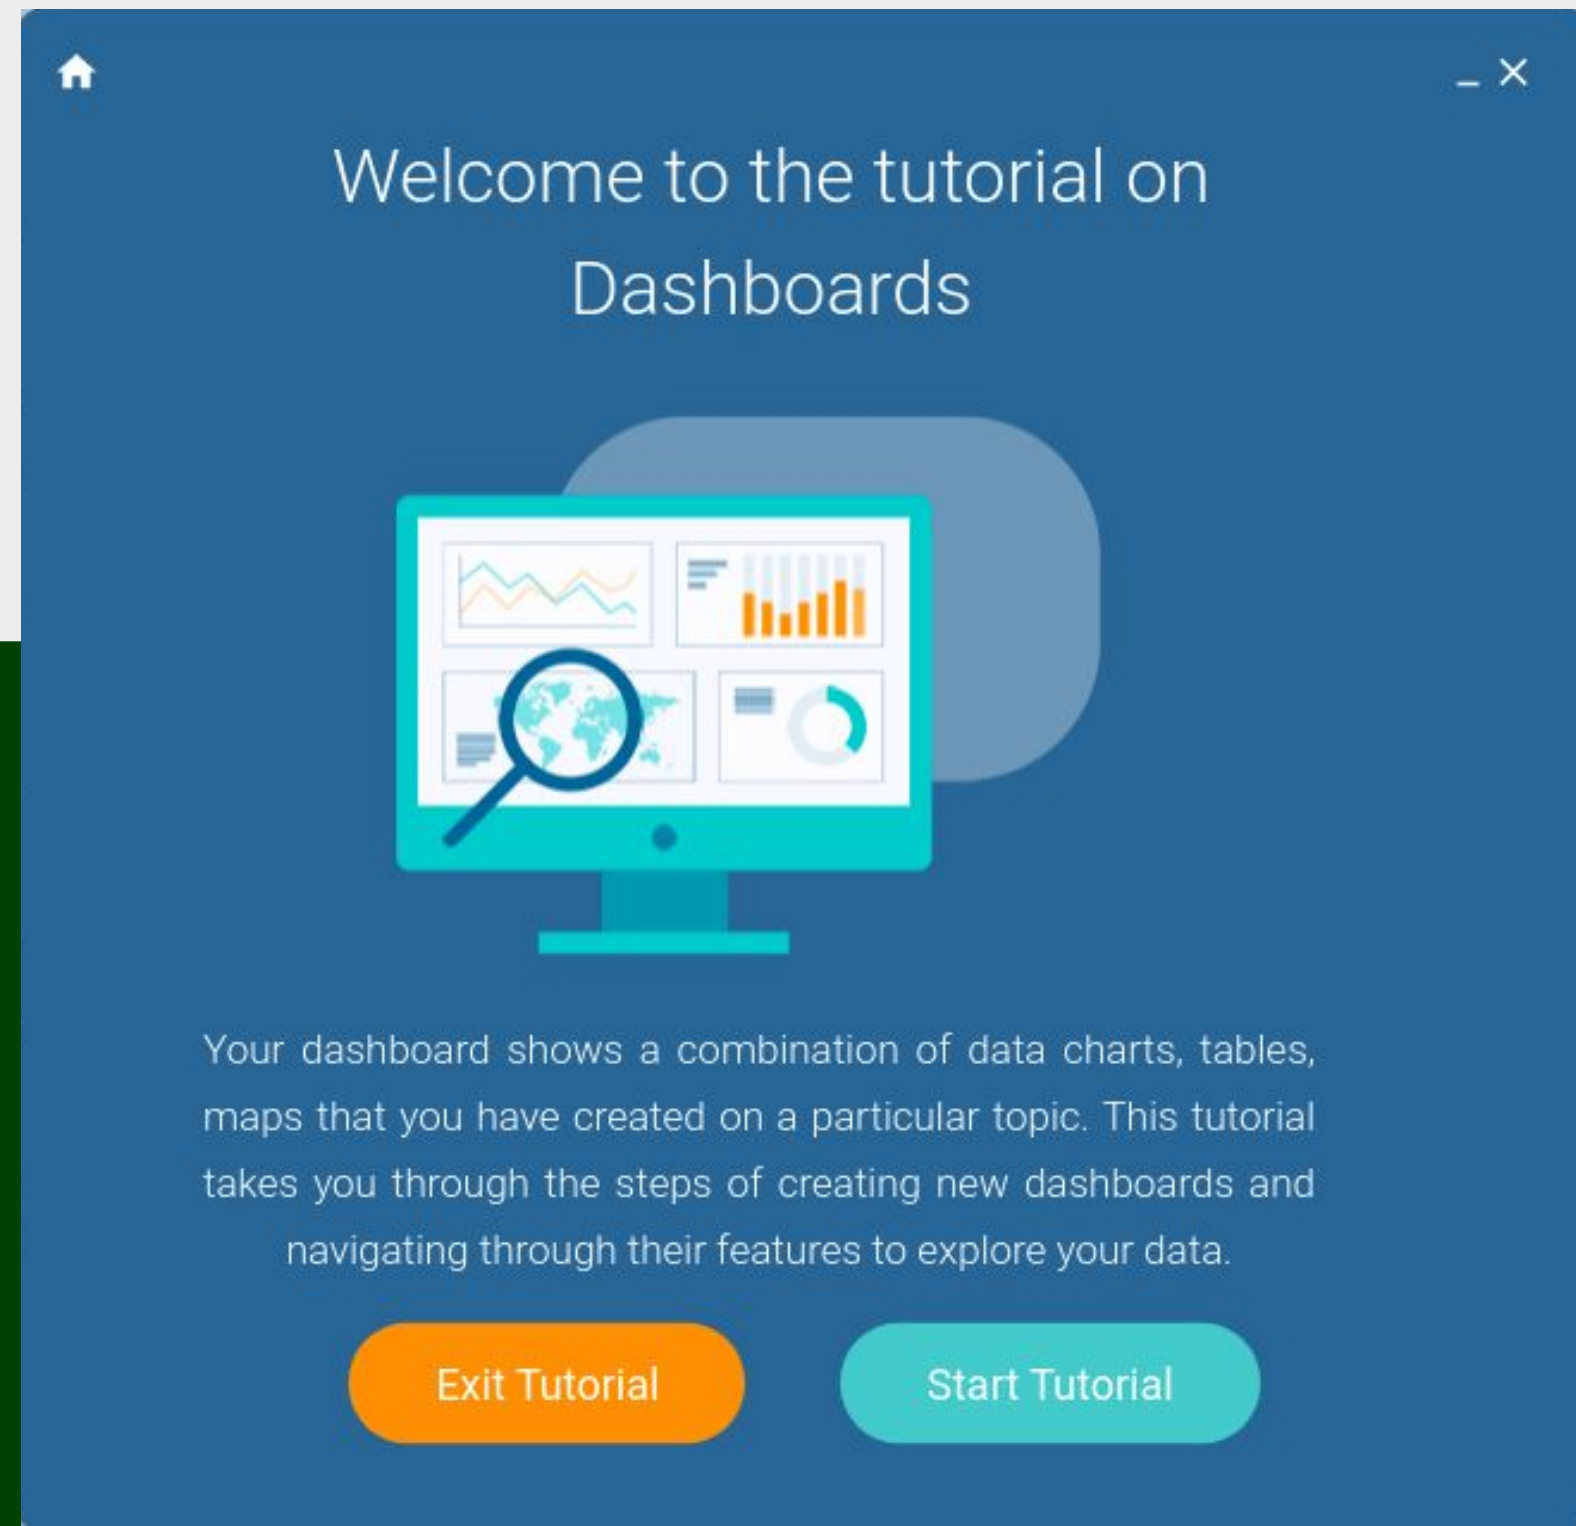 Welcome to the tutorial on
Dashboards
Your dashboard shows a combination of data charts, tables,
maps that you have created on a particular topic. This tutorial
takes you through the steps of creating new dashboards and
navigating through their features to explore your data.
Exit Tutorial
Start Tutorial